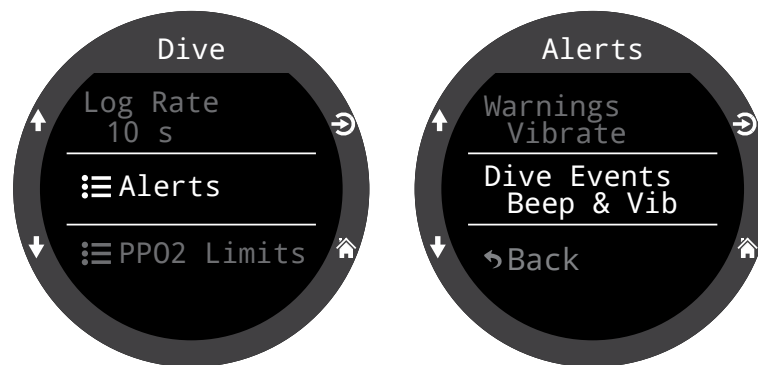 Dive
Log Rate
10 s
Alerts
PPO2 Limits
Alerts
Warnings
Vibrate
Dive Events
Beep & Vib
Back